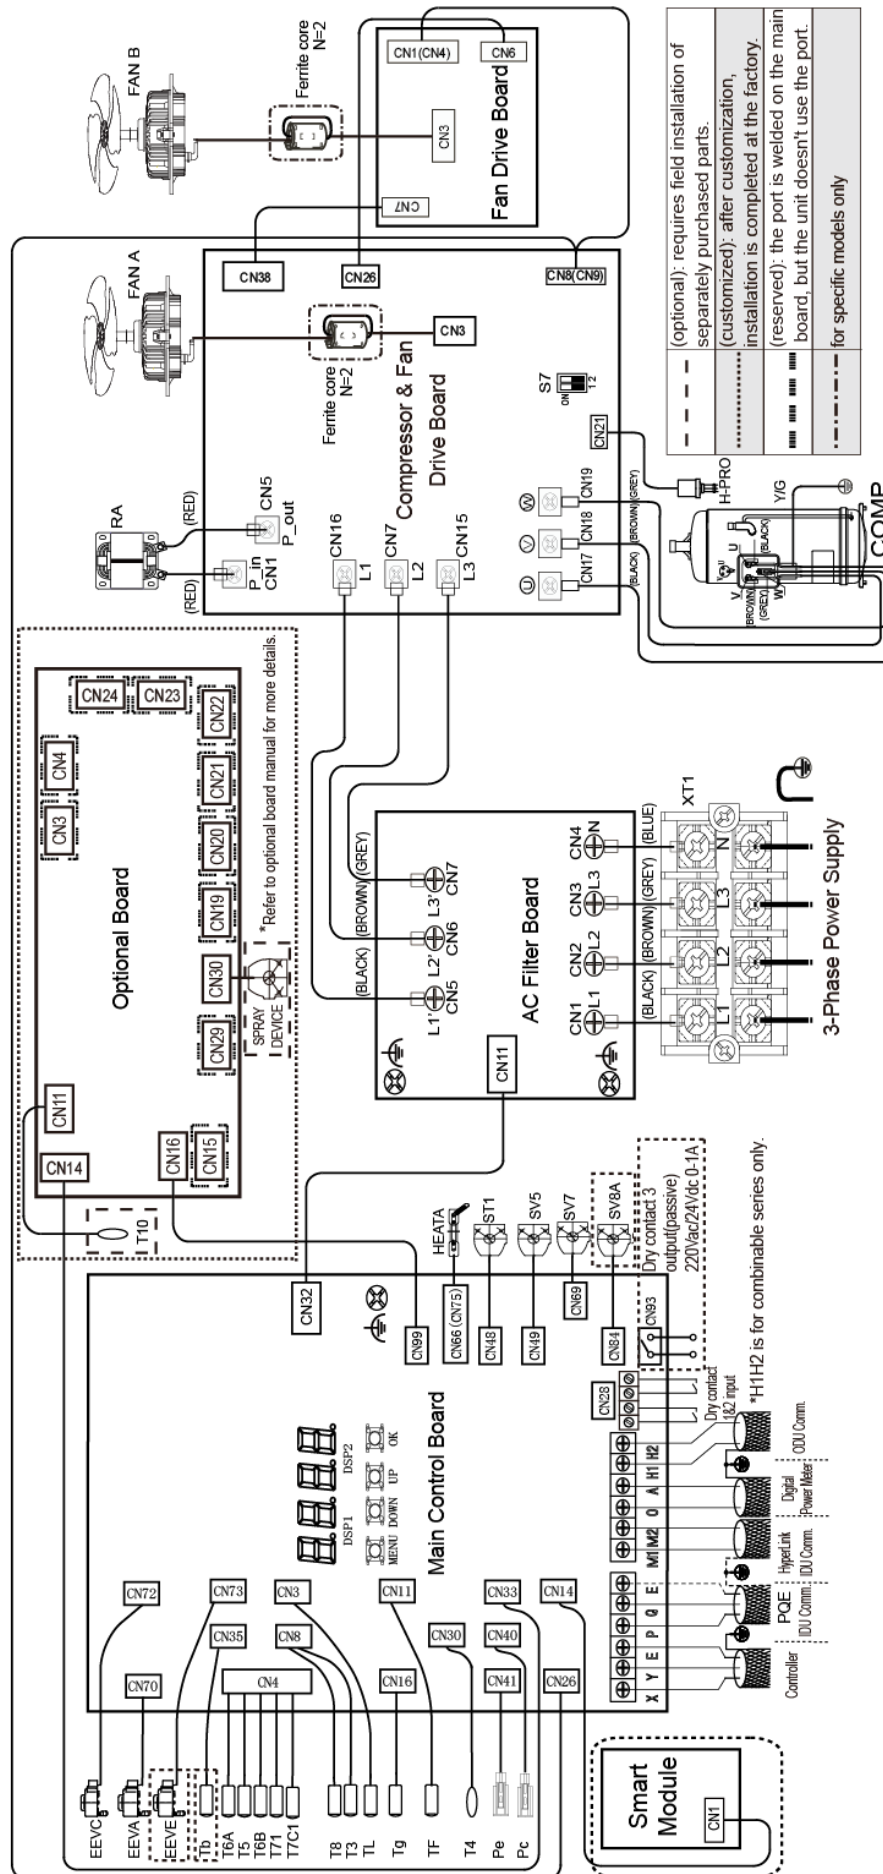 FAN B
Ferrite core
N=2
CN1(CN4)
CN6
CN3
CN7
Fan Drive Board
(optional): requires field installation of
separately purchased parts.
(customized): after customization,
installation is completed at the factory.
(reserved): the port is welded on the main
board, but the unit doesn't use the port.
for specific models only
FAN A
Ferrite core
N=2
CN38
CN26
CN8(CN9)
CN3
Compressor & Fan
Drive Board
S7
ON
1 2
CN21
RA
(RED)
(RED)
CN5
P_out
P_in
CN1
CN16
L1
CN7
L2
CN15
L3
W
CN19
V
CN18
U
CN17
(GREY)
(BROWN)
(BLACK)
H-PRO
Y/G
U
(BLACK)
V
(BROWN)
(GREY)
W
COMP
Optional Board
CN24
CN23
CN4
CN3
CN22
CN21
CN20
CN19
CN30
CN29
CN11
CN14
CN16
CN15
SPRAY
DEVICE
*Refer to optional board manual for more details.
T10
AC Filter Board
(GREY)
(BROWN)
(BLACK)
L3'
CN7
L2'
CN6
L1'
CN5
CN11
CN4
N
CN3
L3
CN2
L2
CN1
L1
(BLUE)
(GREY)
(BROWN)
(BLACK)
XT1
N
L3
L2
L1
3-Phase Power Supply
Main Control Board
CN32
CN99
HEATA
CN66 (CN75)
ST1
CN48
SV5
CN49
SV7
CN69
SV8A
CN84
CN93
Dry contact 3
output(passive)
220Vac/24Vdc 0-1A
CN28
Dry contact
1&2 input
*H1H2 is for combinable series only.
DSP1
DSP2
MENU
DOWN
UP
OK
X Y E P Q E M1 M2 O A H1 H2
Controller
PQE
IDU Comm.
HyperLink
IDU Comm.
Digital
Power Meter
ODU Comm.
CN72
CN73
CN3
CN11
CN33
CN14
CN70
CN35
CN8
CN30
CN40
CN4
CN16
CN41
CN26
EEVC
EEVA
EEVE
Tb
T6A
T5
T6B
T71
T7C1
T8
T3
TL
Tg
TF
T4
Pe
Pc
Smart
Module
CN1